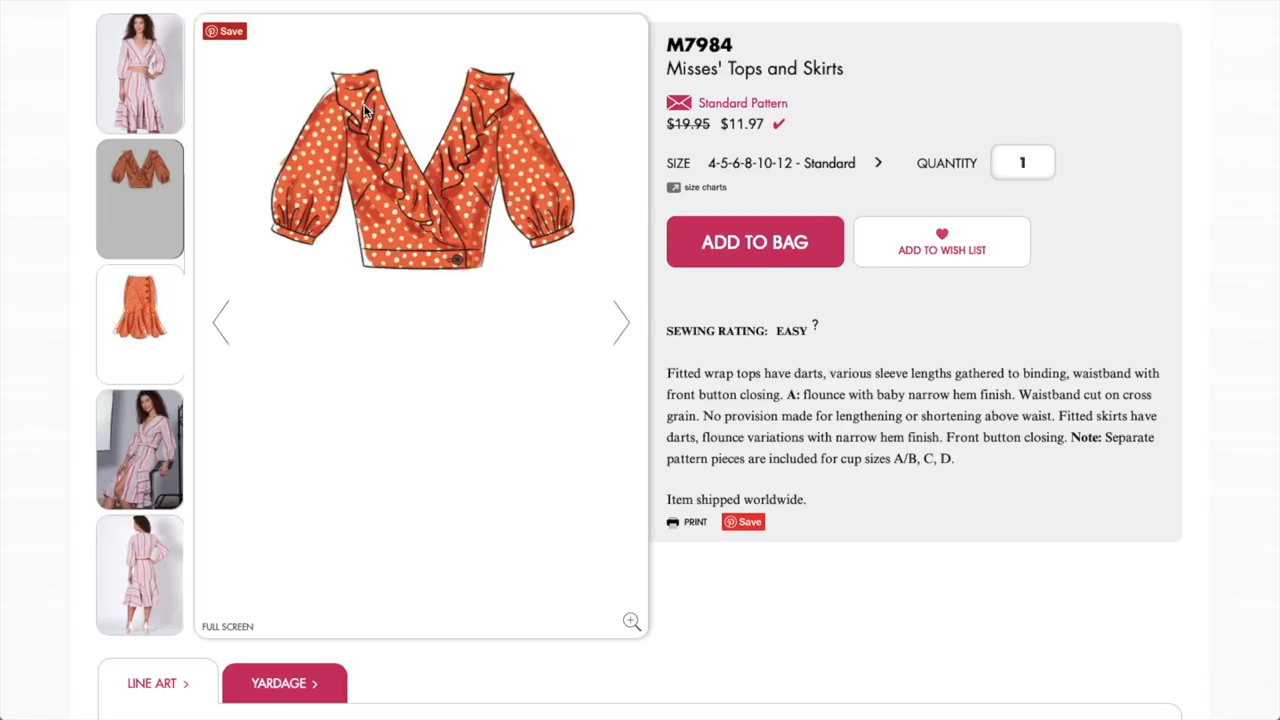 Save
M7984
Misses' Tops and Skirts
Standard Pattern
$19.95 $11.97
SIZE 4-5-6-8-10-12 - Standard > QUANTITY 1
size charts
ADD TO BAG
ADD TO WISH LIST
SEWING RATING: EASY ?
Fitted wrap tops have darts, various sleeve lengths gathered to binding, waistband with
front button closing. A: flounce with baby narrow hem finish. Waistband cut on cross
grain. No provision made for lengthening or shortening above waist. Fitted skirts have
darts, flounce variations with narrow hem finish. Front button closing. Note: Separate
pattern pieces are included for cup sizes A/B, C, D.
Item shipped worldwide.
PRINT Save
FULL SCREEN
LINE ART > YARDAGE >